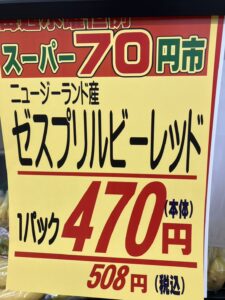 スーパー70円市
ニュージーランド産
ゼスプリルビーレッド
1パック 470円 (本体)
508円 (税込)